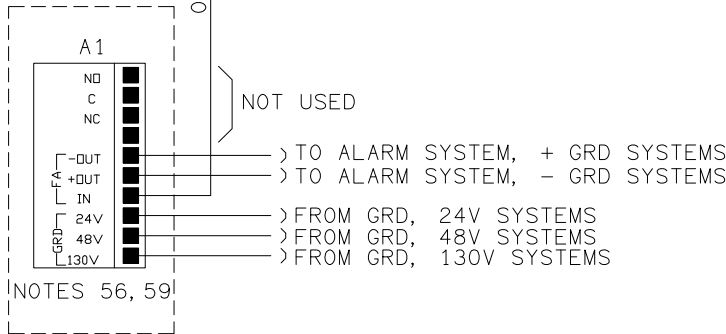 A1
NO
C
NC
NOT USED
-OUT
TO ALARM SYSTEM, + GRD SYSTEMS
FA
+OUT
TO ALARM SYSTEM, - GRD SYSTEMS
IN
24V
FROM GRD, 24V SYSTEMS
GRD
48V
FROM GRD, 48V SYSTEMS
130V
FROM GRD, 130V SYSTEMS
NOTES 56, 59